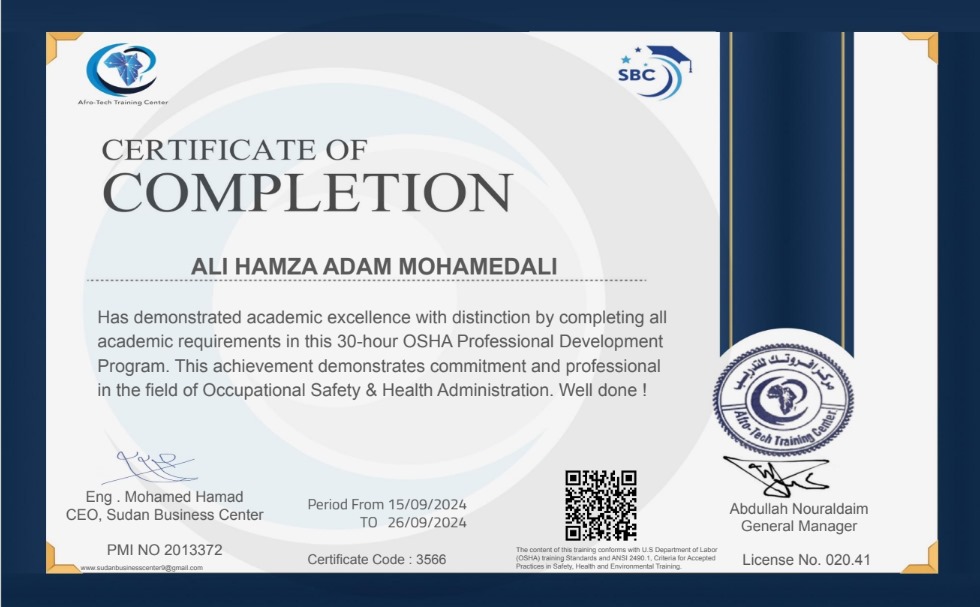 Afro-Tech Training Center
SBC
CERTIFICATE OF
COMPLETION
ALI HAMZA ADAM MOHAMEDALI
Has demonstrated academic excellence with distinction by completing all
academic requirements in this 30-hour OSHA Professional Development
Program. This achievement demonstrates commitment and professional
in the field of Occupational Safety & Health Administration. Well done !
مركز افروتك للتدريب
Afro-Tech Training Center
Eng . Mohamed Hamad
CEO, Sudan Business Center
PMI NO 2013372
www.sudanbusinesscenter9@gmail.com
Period From 15/09/2024
TO 26/09/2024
Certificate Code : 3566
The content of this training conforms with U.S Department of Labor
(OSHA) training Standards and ANSI 2490.1, Criteria for Accepted
Practices in Safety, Health and Environmental Training.
Abdullah Nouraldaim
General Manager
License No. 020.41